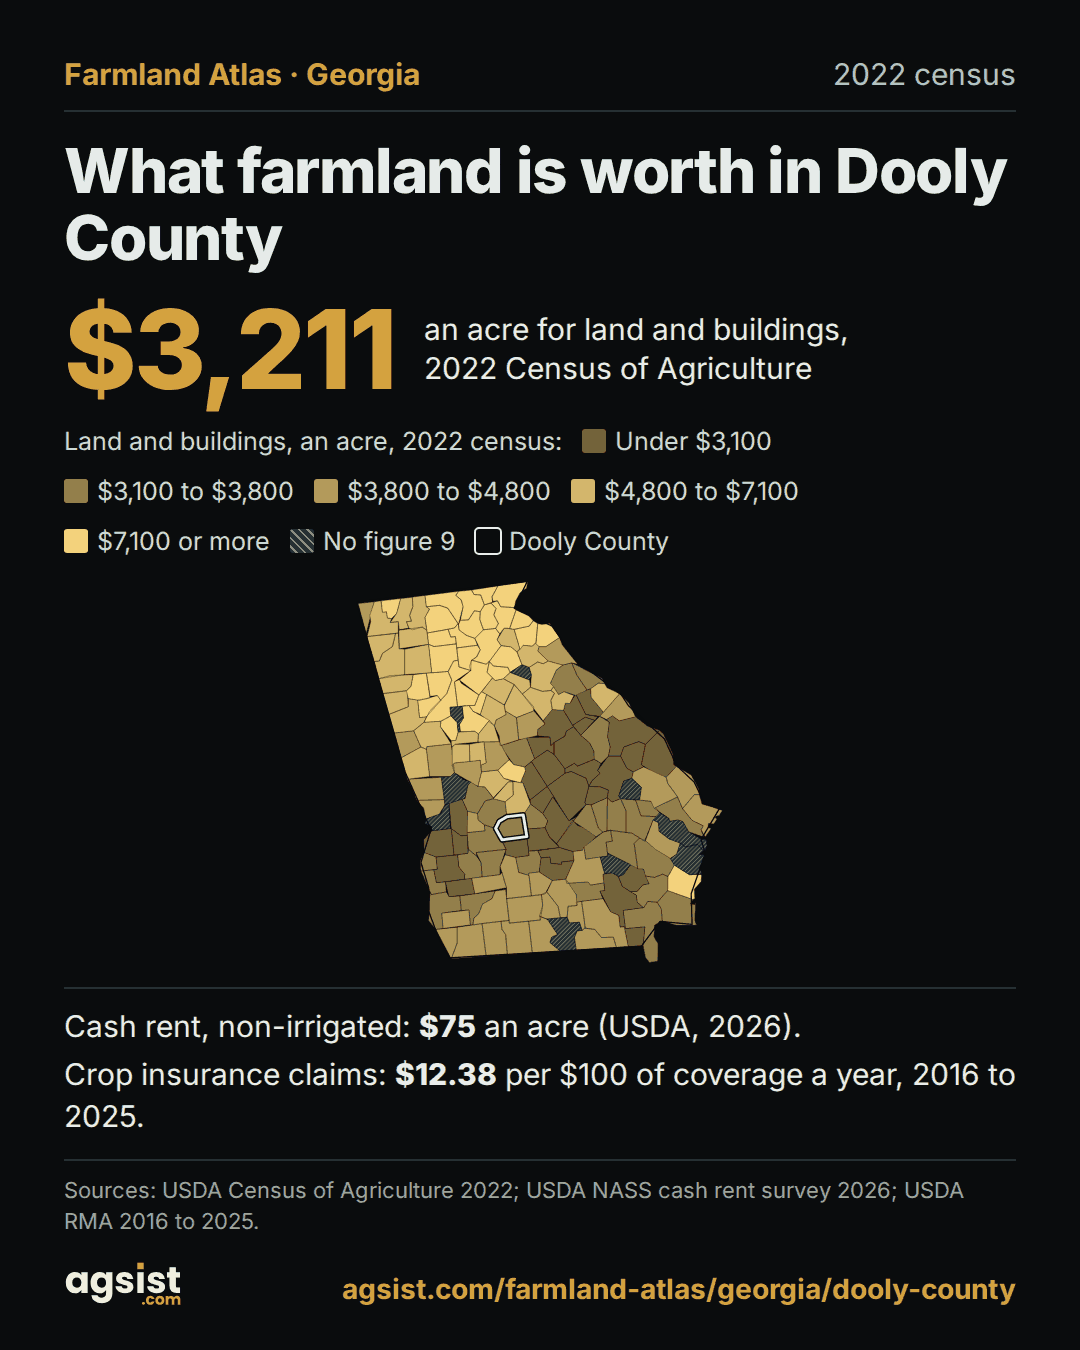 Farmland Atlas · Georgia
2022 census
What farmland is worth in Dooly
County
$3,211
an acre for land and buildings,
2022 Census of Agriculture
Land and buildings, an acre, 2022 census: Under $3,100
$3,100 to $3,800 $3,800 to $4,800 $4,800 to $7,100
$7,100 or more No figure 9 Dooly County
Cash rent, non-irrigated: $75 an acre (USDA, 2026).
Crop insurance claims: $12.38 per $100 of coverage a year, 2016 to
2025.
Sources: USDA Census of Agriculture 2022; USDA NASS cash rent survey 2026; USDA
RMA 2016 to 2025.
agsist
.com
agsist.com/farmland-atlas/georgia/dooly-county